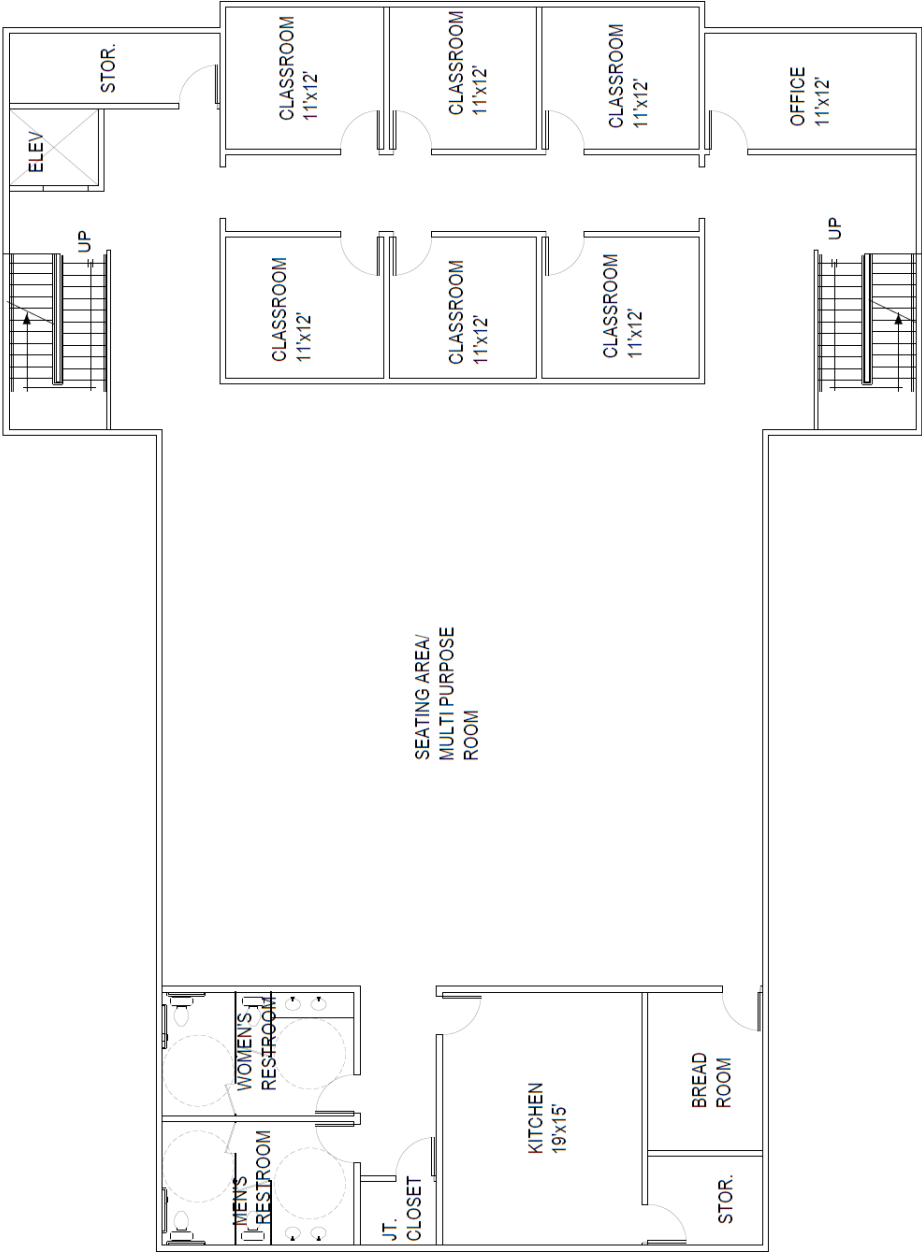 STOR.
ELEV
UP
CLASSROOM
11'x12'
CLASSROOM
11'x12'
CLASSROOM
11'x12'
OFFICE
11'x12'
CLASSROOM
11'x12'
CLASSROOM
11'x12'
CLASSROOM
11'x12'
UP
SEATING AREA/
MULTI PURPOSE
ROOM
WOMEN'S
RESTROOM
MEN'S
RESTROOM
JT.
CLOSET
KITCHEN
19'x15'
BREAD
ROOM
STOR.